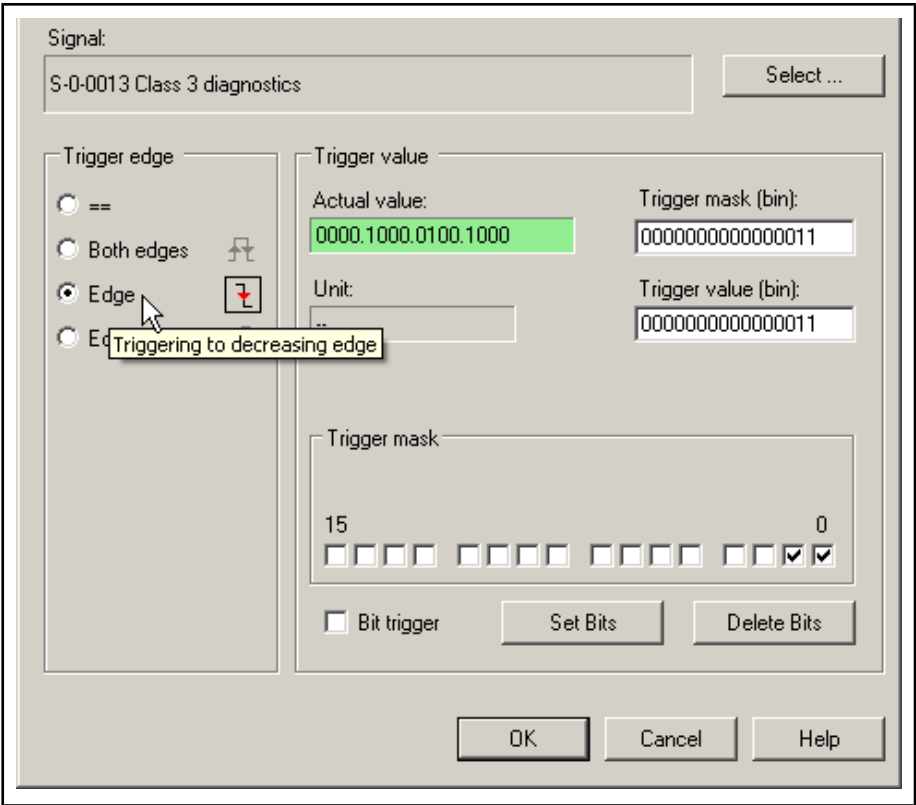 Signal:
S-0-0013 Class 3 diagnostics
Select ...
Trigger edge
==
Both edges
Edge
Triggering to decreasing edge
Trigger value
Actual value:
0000.1000.0100.1000
Trigger mask (bin):
0000000000000011
Unit:
--
Trigger value (bin):
0000000000000011
Trigger mask
15 0
Bit trigger
Set Bits
Delete Bits
OK
Cancel
Help